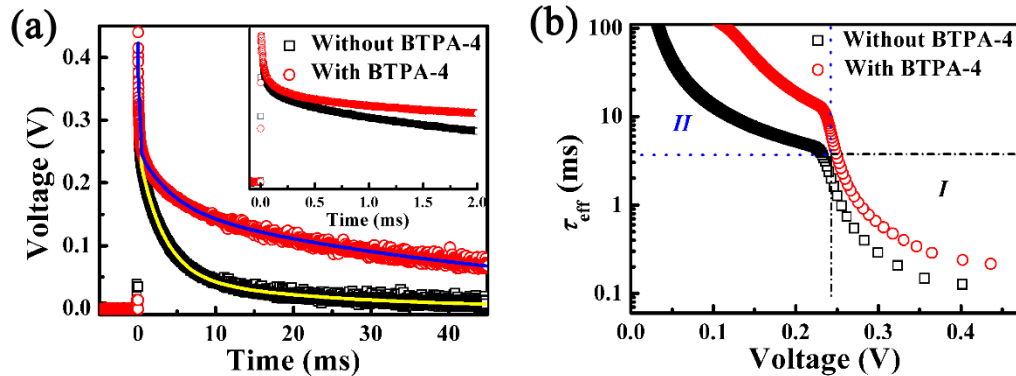 (a)
Voltage (V)
0.4
0.3
0.2
0.1
0.0
0
10
20
30
40
Time (ms)
Without BTPA-4
With BTPA-4
0.0
0.5
1.0
1.5
2.0
Time (ms)
(b)
τeff (ms)
100
10
1
0.1
0.0
0.1
0.2
0.3
0.4
Voltage (V)
Without BTPA-4
With BTPA-4
II
I